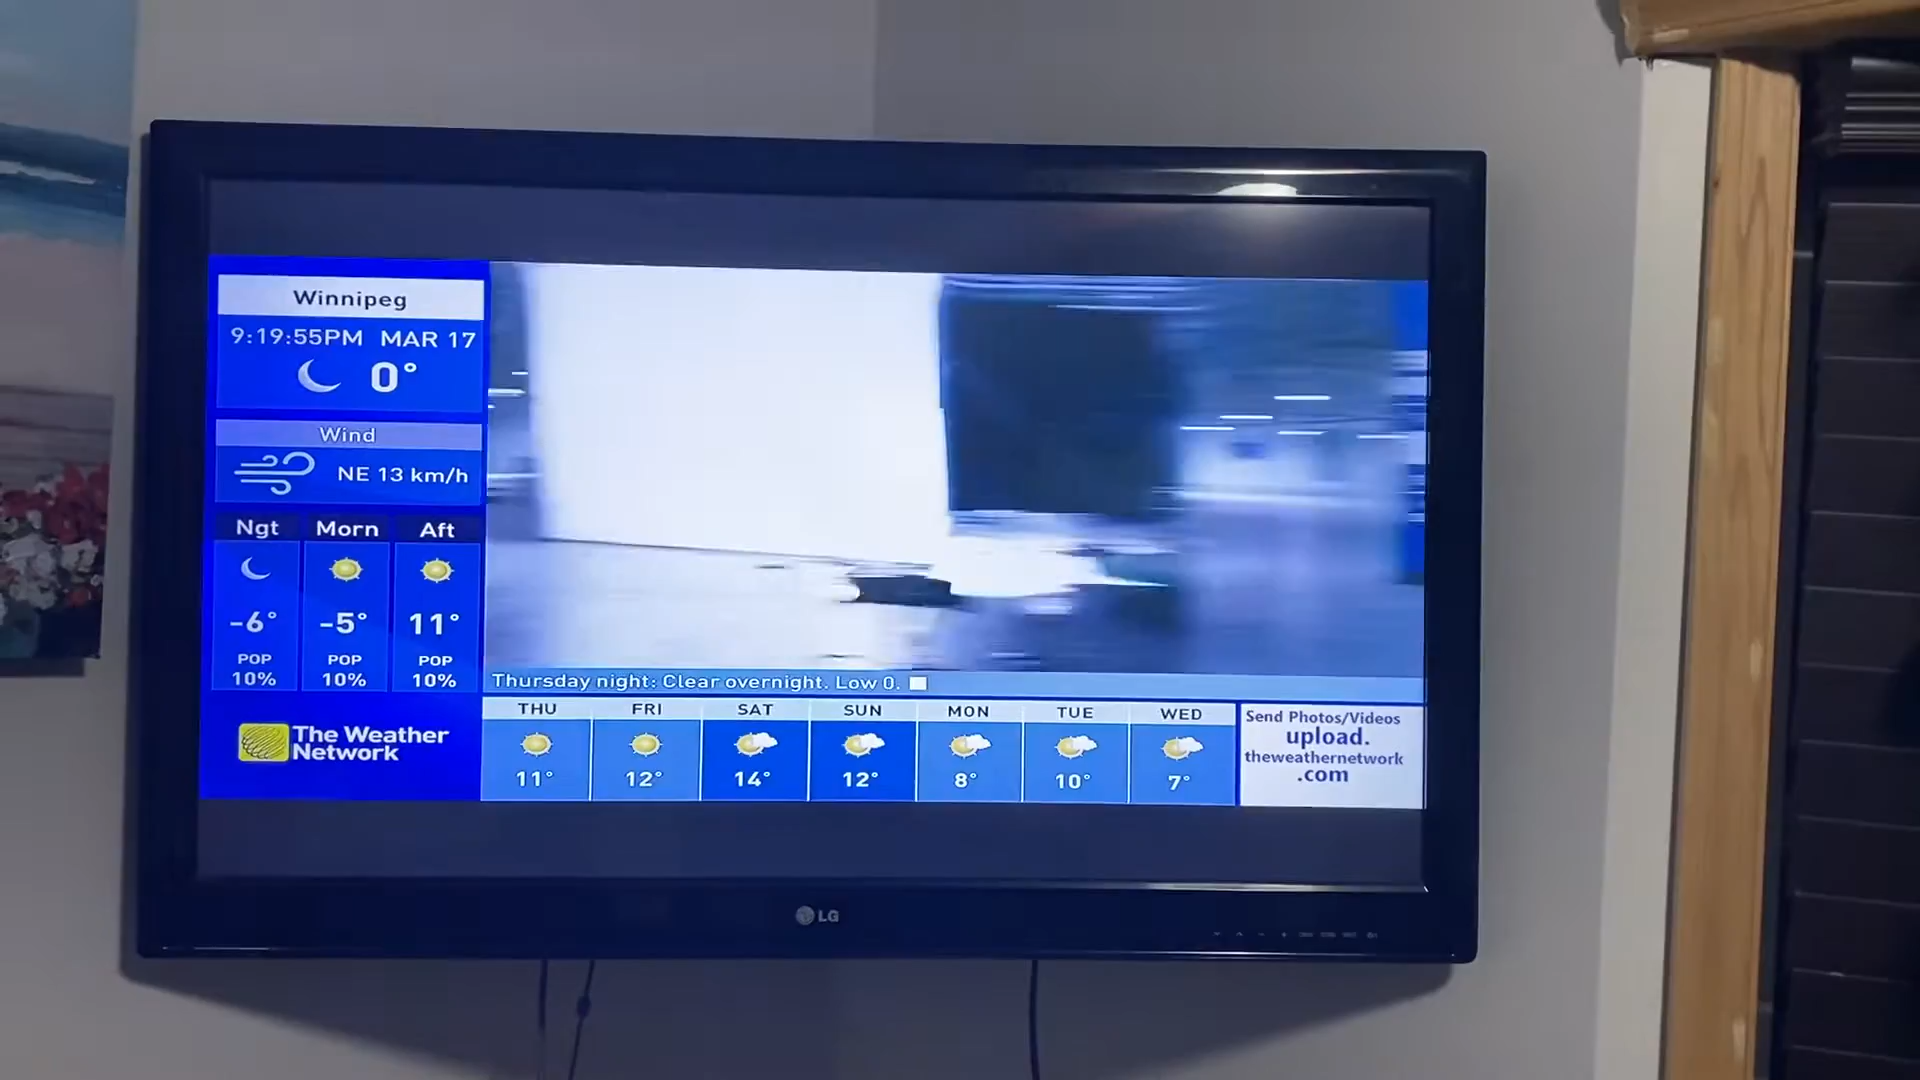 Winnipeg
9:19:55PM MAR 17
0°
Wind
NE 13 km/h
Ngt Morn Aft
-6° -5° 11°
POP POP POP
10% 10% 10%
The Weather
Network
Thursday night: Clear overnight. Low 0.
THU FRI SAT SUN MON TUE WED
11° 12° 14° 12° 8° 10° 7°
Send Photos/Videos
upload.
theweathernetwork
.com
LG